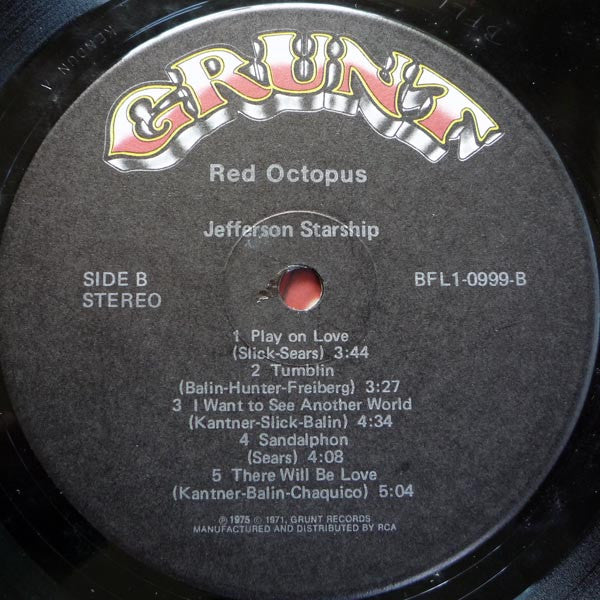 BFL1
KENDUN
GRUNT
Red Octopus
Jefferson Starship
SIDE B
STEREO
BFL1-0999-B
1 Play on Love
(Slick-Sears) 3:44
2 Tumblin
(Balin-Hunter-Freiberg) 3:27
3 I Want to See Another World
(Kantner-Slick-Balin) 4:34
4 Sandalphon
(Sears) 4:08
5 There Will Be Love
(Kantner-Balin-Chaquico) 5:04
℗ 1975 © 1971, GRUNT RECORDS
MANUFACTURED AND DISTRIBUTED BY RCA